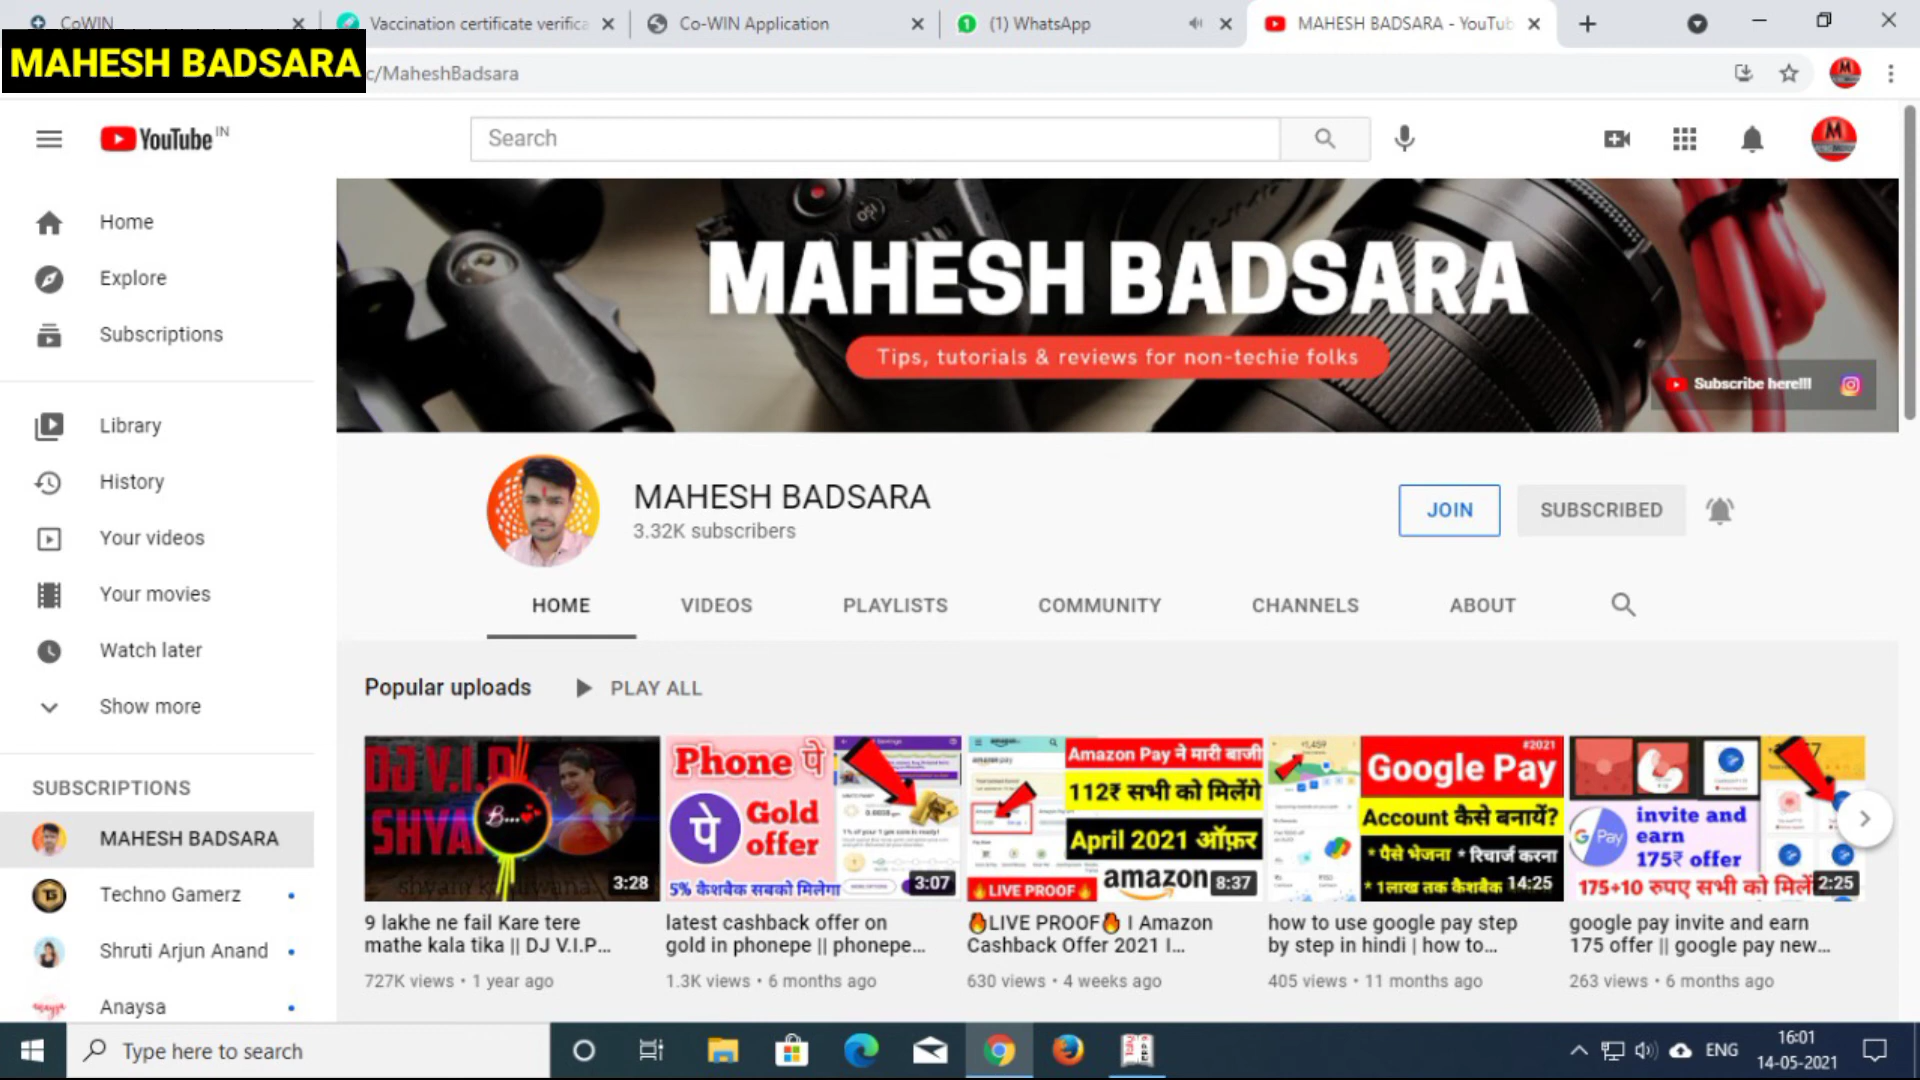 CoWIN
Vaccination certificate verifica
Co-WIN Application
(1) WhatsApp
MAHESH BADSARA - YouTub
MAHESH BADSARA
c/MaheshBadsara
YouTube IN
Search
Home
Explore
Subscriptions
Library
History
Your videos
Your movies
Watch later
Show more
SUBSCRIPTIONS
MAHESH BADSARA
Techno Gamerz
Shruti Arjun Anand
Anaysa
MAHESH BADSARA
Tips, tutorials & reviews for non-techie folks
Subscribe here!!!
MAHESH BADSARA
3.32K subscribers
JOIN
SUBSCRIBED
HOME
VIDEOS
PLAYLISTS
COMMUNITY
CHANNELS
ABOUT
Popular uploads
PLAY ALL
DJ V.I.P
SHYA
B...
shyam k diwana
3:28
9 lakhe ne fail Kare tere
mathe kala tika || DJ V.I.P...
727K views • 1 year ago
Phone पे
पे
Gold
offer
5% कैशबैक सबको मिलेगा
3:07
latest cashback offer on
gold in phonepe || phonepe...
1.3K views • 6 months ago
Amazon Pay ने मारी बाजी
112₹ सभी को मिलेंगे
April 2021 ऑफ़र
🔥LIVE PROOF🔥
amazon
8:37
🔥LIVE PROOF🔥 I Amazon
Cashback Offer 2021 I...
630 views • 4 weeks ago
₹1,459
#2021
Google Pay
Account कैसे बनायें?
* पैसे भेजना * रिचार्ज करना
* 1लाख तक कैशबैक
14:25
how to use google pay step
by step in hindi | how to...
405 views • 11 months ago
G Pay
invite and
earn
175₹ offer
175+10 रुपए सभी को मिलें
2:25
google pay invite and earn
175 offer || google pay new...
263 views • 6 months ago
Type here to search
ENG
16:01
14-05-2021